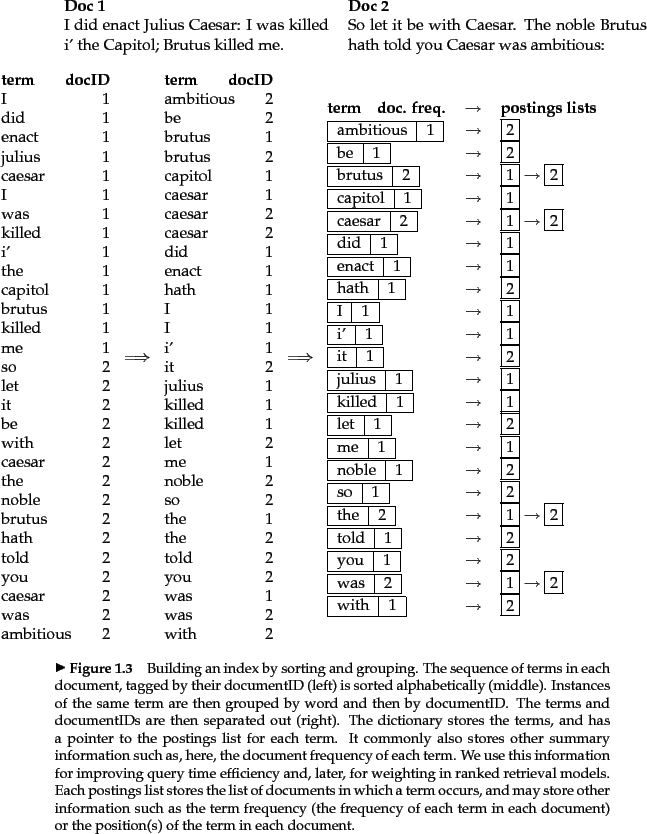 Doc 1
I did enact Julius Caesar: I was killed
i’ the Capitol; Brutus killed me.
Doc 2
So let it be with Caesar. The noble Brutus
hath told you Caesar was ambitious:
term docID
I 1
did 1
enact 1
julius 1
caesar 1
I 1
was 1
killed 1
i’ 1
the 1
capitol 1
brutus 1
killed 1
me 1
so 2
let 2
it 2
be 2
with 2
caesar 2
the 2
noble 2
brutus 2
hath 2
told 2
you 2
caesar 2
was 2
ambitious 2
⟹
term docID
ambitious 2
be 2
brutus 1
brutus 2
capitol 1
caesar 1
caesar 2
caesar 2
did 1
enact 1
hath 1
I 1
I 1
i’ 1
it 2
julius 1
killed 1
killed 1
let 2
me 1
noble 2
so 2
the 1
the 2
told 2
you 2
was 1
was 2
with 2
⟹
term doc. freq. → postings lists
ambitious 1 → 2
be 1 → 2
brutus 2 → 1 → 2
capitol 1 → 1
caesar 2 → 1 → 2
did 1 → 1
enact 1 → 1
hath 1 → 2
I 1 → 1
i’ 1 → 1
it 1 → 2
julius 1 → 1
killed 1 → 1
let 1 → 2
me 1 → 1
noble 1 → 2
so 1 → 2
the 2 → 1 → 2
told 1 → 2
you 1 → 2
was 2 → 1 → 2
with 1 → 2
▶ Figure 1.3 Building an index by sorting and grouping. The sequence of terms in each
document, tagged by their documentID (left) is sorted alphabetically (middle). Instances
of the same term are then grouped by word and then by documentID. The terms and
documentIDs are then separated out (right). The dictionary stores the terms, and has
a pointer to the postings list for each term. It commonly also stores other summary
information such as, here, the document frequency of each term. We use this information
for improving query time efficiency and, later, for weighting in ranked retrieval models.
Each postings list stores the list of documents in which a term occurs, and may store other
information such as the term frequency (the frequency of each term in each document)
or the position(s) of the term in each document.